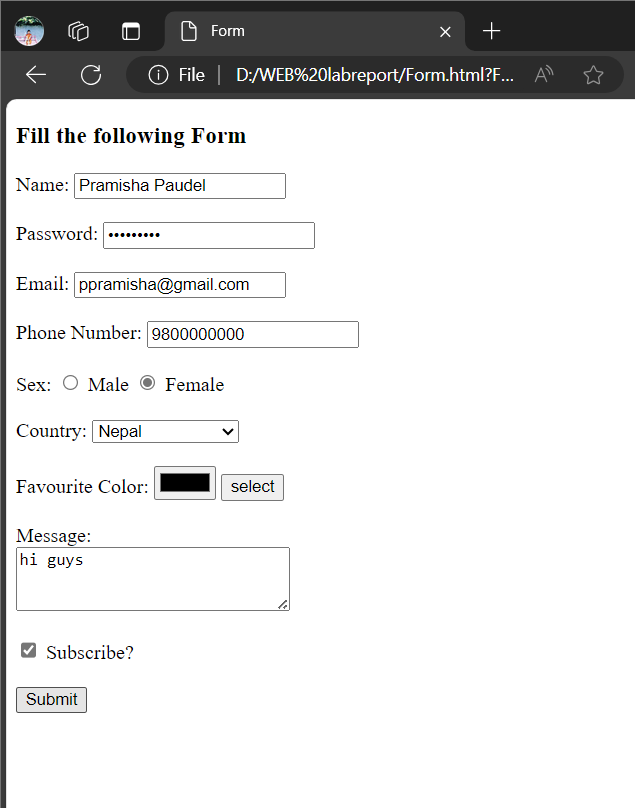 Form
File D:/WEB%20labreport/Form.html?F...
Fill the following Form
Name: Pramisha Paudel
Password: •••••••••
Email: ppramisha@gmail.com
Phone Number: 9800000000
Sex: Male Female
Country: Nepal
Favourite Color: select
Message:
hi guys
Subscribe?
Submit